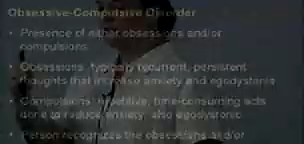 Obsessive-Compulsive Disorder
• Presence of either obsessions and/or
compulsions
• Obsessions: typically recurrent, persistent
thoughts that increase anxiety and egodystonic
• Compulsions: repetitive, time-consuming acts
done to reduce anxiety, also egodystonic
• Person recognizes the obsessions and/or